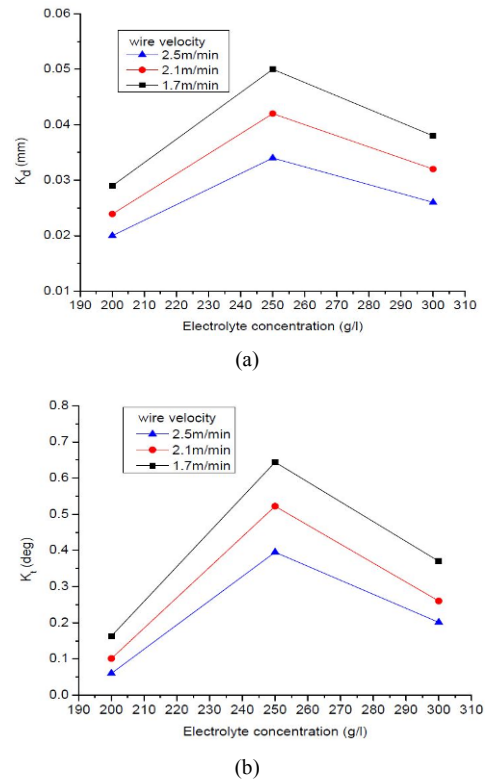 0.06
0.05
0.04
0.03
0.02
0.01
K_d (mm)
wire velocity
2.5m/min
2.1m/min
1.7m/min
190 200 210 220 230 240 250 260 270 280 290 300 310
Electrolyte concentration (g/l)
(a)
0.8
0.7
0.6
0.5
0.4
0.3
0.2
0.1
0.0
K_t (deg)
wire velocity
2.5m/min
2.1m/min
1.7m/min
190 200 210 220 230 240 250 260 270 280 290 300 310
Electrolyte concentration (g/l)
(b)